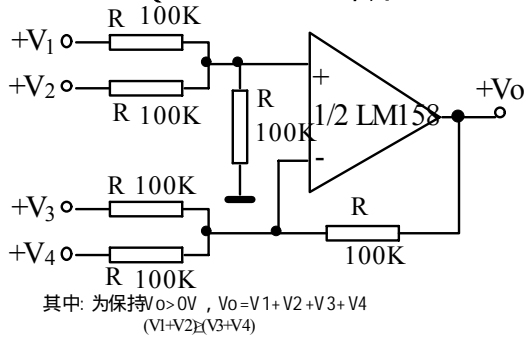 R 100K
+V1
+V2
R 100K
R
100K
+
1/2 LM158
-
+Vo
+V3
R 100K
+V4
R 100K
R
100K
其中: 为保持Vo>0V , Vo=V1+V2+V3+V4
(V1+V2)≥(V3+V4)